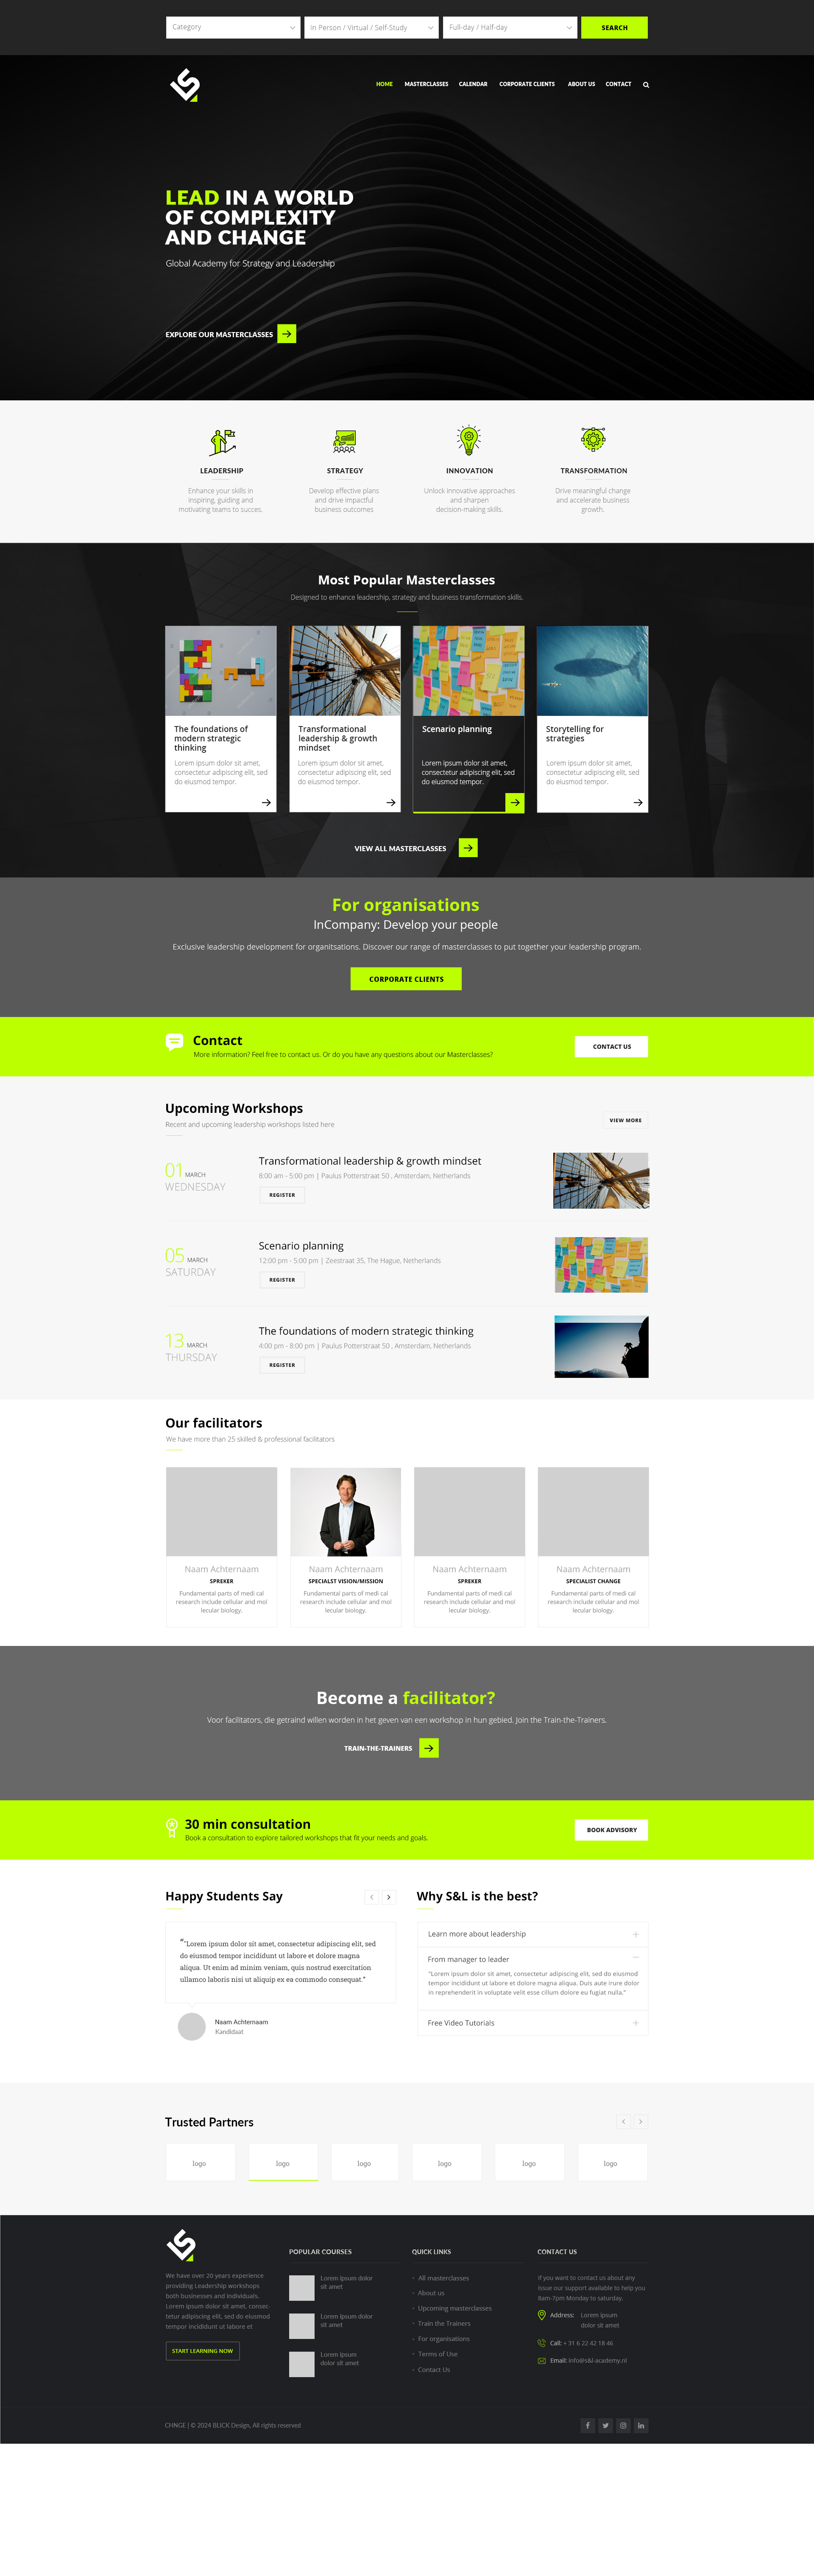 Category
In Person / Virtual / Self-Study
Full-day / Half-day
SEARCH
HOME
MASTERCLASSES
CALENDAR
CORPORATE CLIENTS
ABOUT US
CONTACT
LEAD IN A WORLD
OF COMPLEXITY
AND CHANGE
Global Academy for Strategy and Leadership
EXPLORE OUR MASTERCLASSES
LEADERSHIP
Enhance your skills in
inspiring, guiding and
motivating teams to succes.
STRATEGY
Develop effective plans
and drive impactful
business outcomes
INNOVATION
Unlock innovative approaches
and sharpen
decision-making skills.
TRANSFORMATION
Drive meaningful change
and accelerate business
growth.
Most Popular Masterclasses
Designed to enhance leadership, strategy and business transformation skills.
The foundations of
modern strategic
thinking
Lorem ipsum dolor sit amet,
consectetur adipiscing elit, sed
do eiusmod tempor.
Transformational
leadership & growth
mindset
Lorem ipsum dolor sit amet,
consectetur adipiscing elit, sed
do eiusmod tempor.
Scenario planning
Lorem ipsum dolor sit amet,
consectetur adipiscing elit, sed
do eiusmod tempor.
Storytelling for
strategies
Lorem ipsum dolor sit amet,
consectetur adipiscing elit, sed
do eiusmod tempor.
VIEW ALL MASTERCLASSES
For organisations
InCompany: Develop your people
Exclusive leadership development for organitsations. Discover our range of masterclasses to put together your leadership program.
CORPORATE CLIENTS
Contact
More information? Feel free to contact us. Or do you have any questions about our Masterclasses?
CONTACT US
Upcoming Workshops
Recent and upcoming leadership workshops listed here
VIEW MORE
01 MARCH
WEDNESDAY
Transformational leadership & growth mindset
8:00 am - 5:00 pm | Paulus Potterstraat 50 , Amsterdam, Netherlands
REGISTER
05 MARCH
SATURDAY
Scenario planning
12:00 pm - 5:00 pm | Zeestraat 35, The Hague, Netherlands
REGISTER
13 MARCH
THURSDAY
The foundations of modern strategic thinking
4:00 pm - 8:00 pm | Paulus Potterstraat 50 , Amsterdam, Netherlands
REGISTER
Our facilitators
We have more than 25 skilled & professional facilitators
Naam Achternaam
SPREKER
Fundamental parts of medi cal
research include cellular and mol
lecular biology.
Naam Achternaam
SPECIALST VISION/MISSION
Fundamental parts of medi cal
research include cellular and mol
lecular biology.
Naam Achternaam
SPREKER
Fundamental parts of medi cal
research include cellular and mol
lecular biology.
Naam Achternaam
SPECIALIST CHANGE
Fundamental parts of medi cal
research include cellular and mol
lecular biology.
Become a facilitator?
Voor facilitators, die getraind willen worden in het geven van een workshop in hun gebied. Join the Train-the-Trainers.
TRAIN-THE-TRAINERS
30 min consultation
Book a consultation to explore tailored workshops that fit your needs and goals.
BOOK ADVISORY
Happy Students Say
""Lorem ipsum dolor sit amet, consectetur adipiscing elit, sed
do eiusmod tempor incididunt ut labore et dolore magna
aliqua. Ut enim ad minim veniam, quis nostrud exercitation
ullamco laboris nisi ut aliquip ex ea commodo consequat."
Naam Achternaam
Kandidaat
Why S&L is the best?
Learn more about leadership
From manager to leader
"Lorem ipsum dolor sit amet, consectetur adipiscing elit, sed do eiusmod
tempor incididunt ut labore et dolore magna aliqua. Duis aute irure dolor
in reprehenderit in voluptate velit esse cillum dolore eu fugiat nulla."
Free Video Tutorials
Trusted Partners
logo
logo
logo
logo
logo
logo
We have over 20 years experience
providing Leadership workshops
both businesses and individuals.
Lorem ipsum dolor sit amet, consec-
tetur adipiscing elit, sed do eiusmod
tempor incididunt ut labore et
START LEARNING NOW
POPULAR COURSES
Lorem ipsum dolor
sit amet
Lorem ipsum dolor
sit amet
Lorem ipsum
dolor sit amet
QUICK LINKS
All masterclasses
About us
Upcoming masterclasses
Train the Trainers
For organisations
Terms of Use
Contact Us
CONTACT US
If you want to contact us about any
issue our support available to help you
8am-7pm Monday to saturday.
Address: Lorem ipsum
dolor sit amet
Call: + 31 6 22 42 18 46
Email: info@s&l-academy.nl
CHNGE | © 2024 BLICK Design, All rights reserved